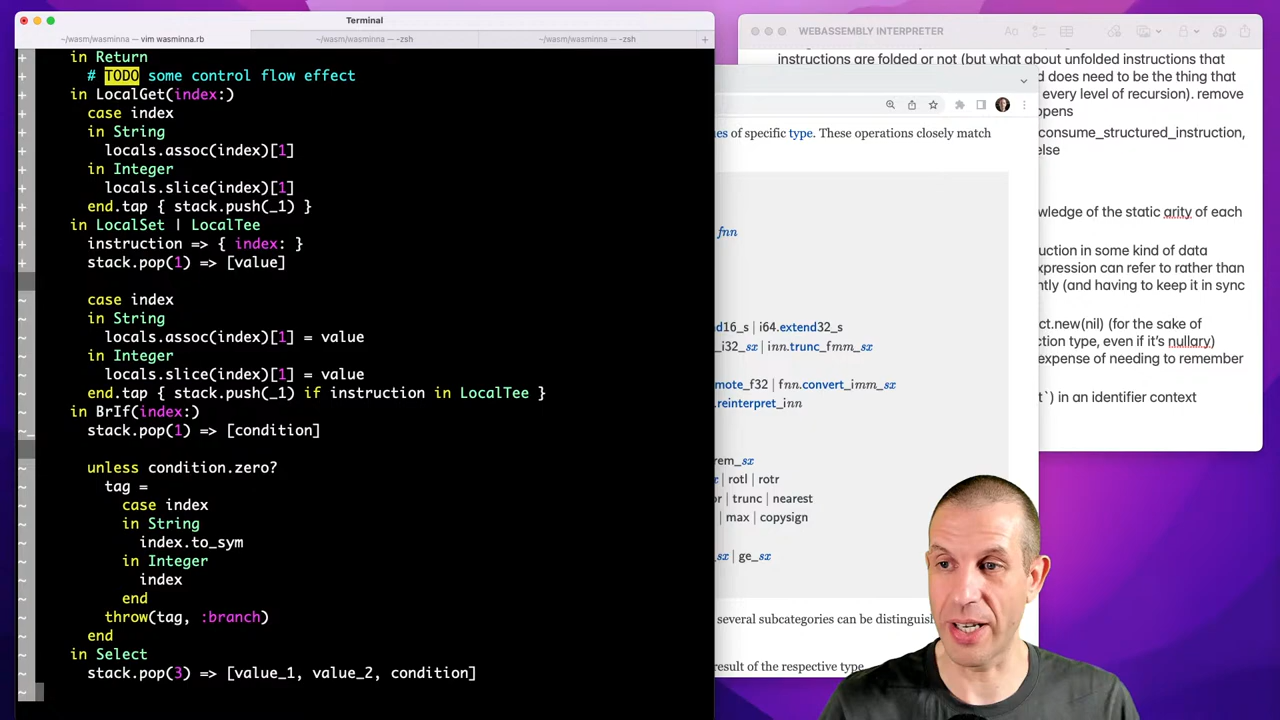 Terminal
~/wasm/wasminna — vim wasminna.rb
~/wasm/wasminna — -zsh
~/wasm/wasminna — -zsh
+
+ in Return
+ # TODO some control flow effect
+ in LocalGet(index:)
+ case index
+ in String
+ locals.assoc(index)[1]
+ in Integer
+ locals.slice(index)[1]
+ end.tap { stack.push(_1) }
+ in LocalSet | LocalTee
+ instruction => { index: }
+ stack.pop(1) => [value]
~ case index
~ in String
~ locals.assoc(index)[1] = value
~ in Integer
~ locals.slice(index)[1] = value
~ end.tap { stack.push(_1) if instruction in LocalTee }
~ in BrIf(index:)
~_ stack.pop(1) => [condition]
~ unless condition.zero?
~ tag =
~ case index
~ in String
~ index.to_sym
~ in Integer
~ index
~ end
~ throw(tag, :branch)
~ end
~ in Select
~ stack.pop(3) => [value_1, value_2, condition]
~
WEBASSEMBLY INTERPRETER
instructions are folded or not (but what about unfolded instructions that
d does need to be the thing that
every level of recursion). remove
pens
consume_structured_instruction,
else
wledge of the static arity of each
uction in some kind of data
xpression can refer to rather than
ntly (and having to keep it in sync
ct.new(nil) (for the sake of
ction type, even if it's nullary)
expense of needing to remember
t`) in an identifier context
es of specific type. These operations closely match
fnn
d16_s | i64.extend32_s
_i32_sx | inn.trunc_fmm_sx
mote_f32 | fnn.convert_imm_sx
.reinterpret_inn
rem_sx
| rotl | rotr
or | trunc | nearest
| max | copysign
sx | ge_sx
several subcategories can be distinguish
result of the respective type